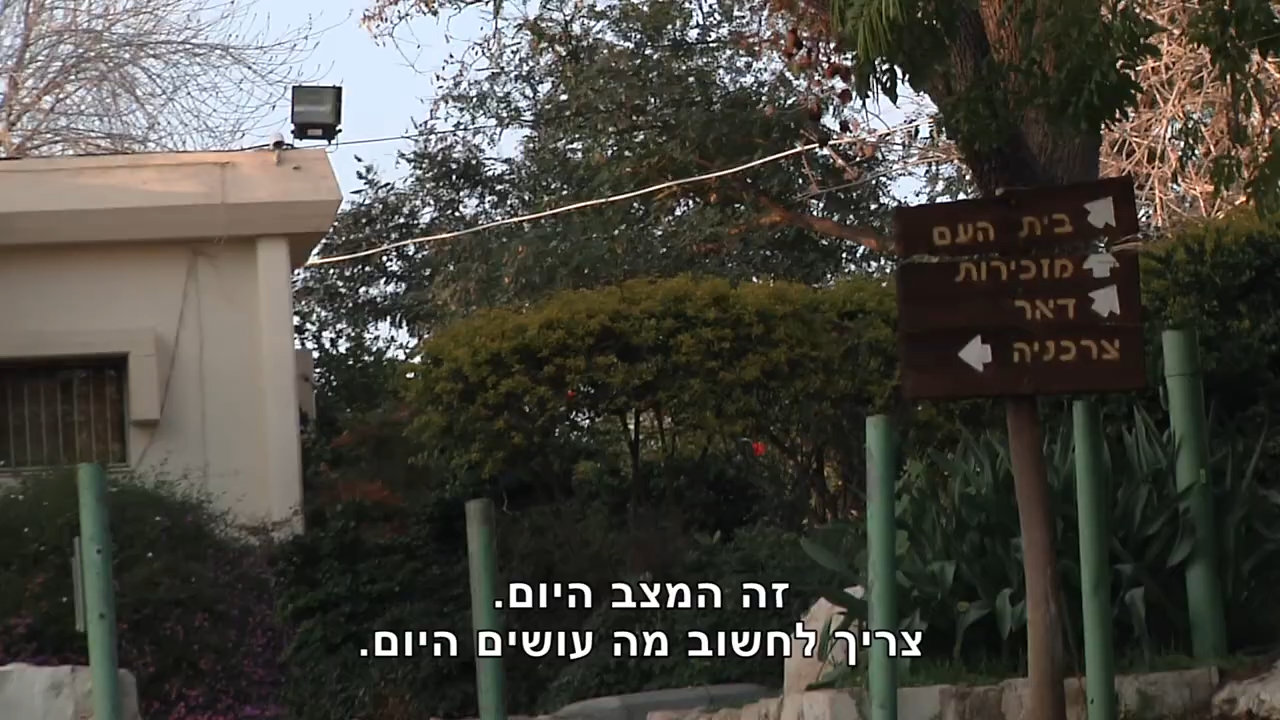 בית העם
מזכירות
דאר
צרכניה
זה המצב היום.
צריך לחשוב מה עושים היום.